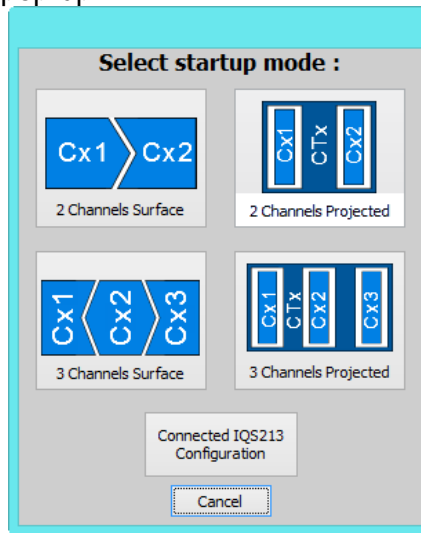 Select startup mode :
Cx1 Cx2
Cx1 CTx Cx2
2 Channels Surface
2 Channels Projected
Cx1 Cx2 Cx3
Cx1 CTx Cx2 Cx3
3 Channels Surface
3 Channels Projected
Connected IQS213
Configuration
Cancel